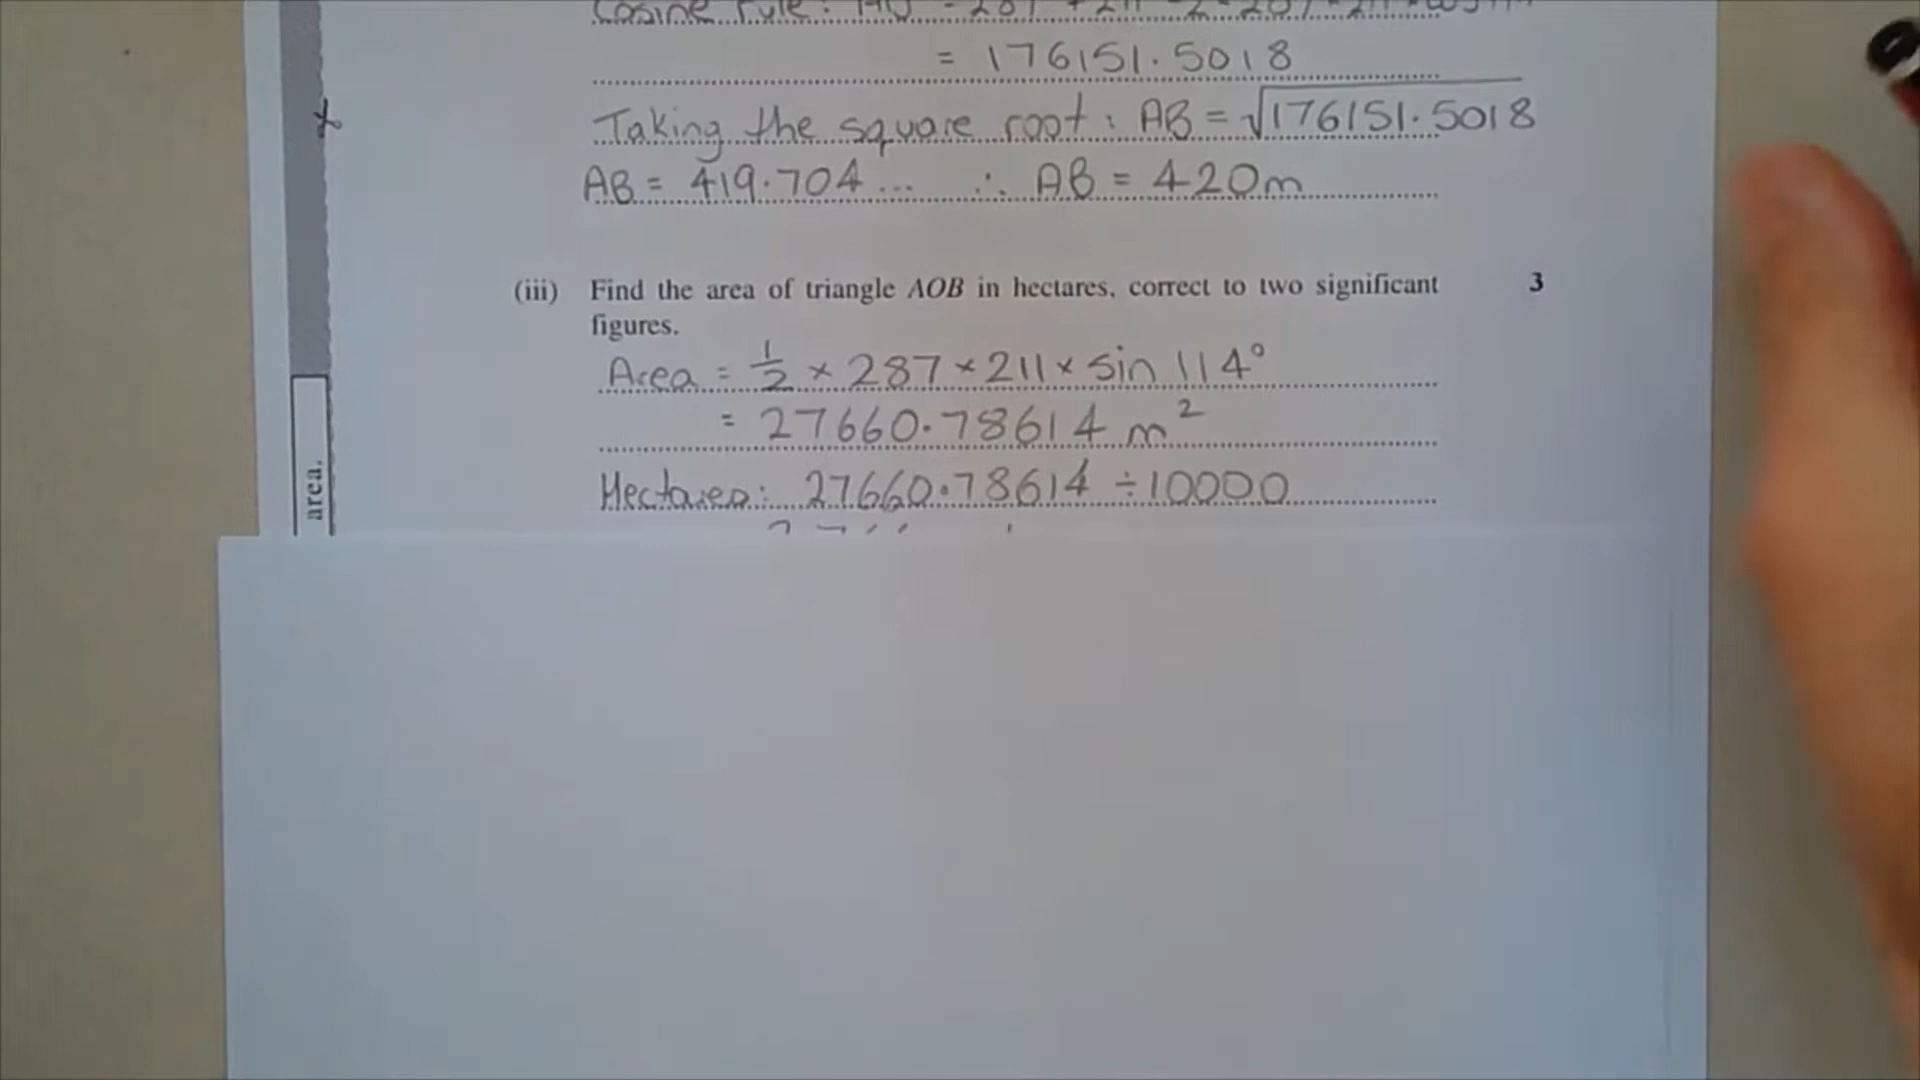 Cosine rule:
= 176151.5018
Taking the square root: AB = √176151.5018
AB = 419.704... ∴ AB = 420m
(iii) Find the area of triangle AOB in hectares, correct to two significant 3
figures.
Area = 1/2 × 287 × 211 × sin 114°
= 27660.78614 m²
Hectares: 27660.78614 ÷ 10000
area.